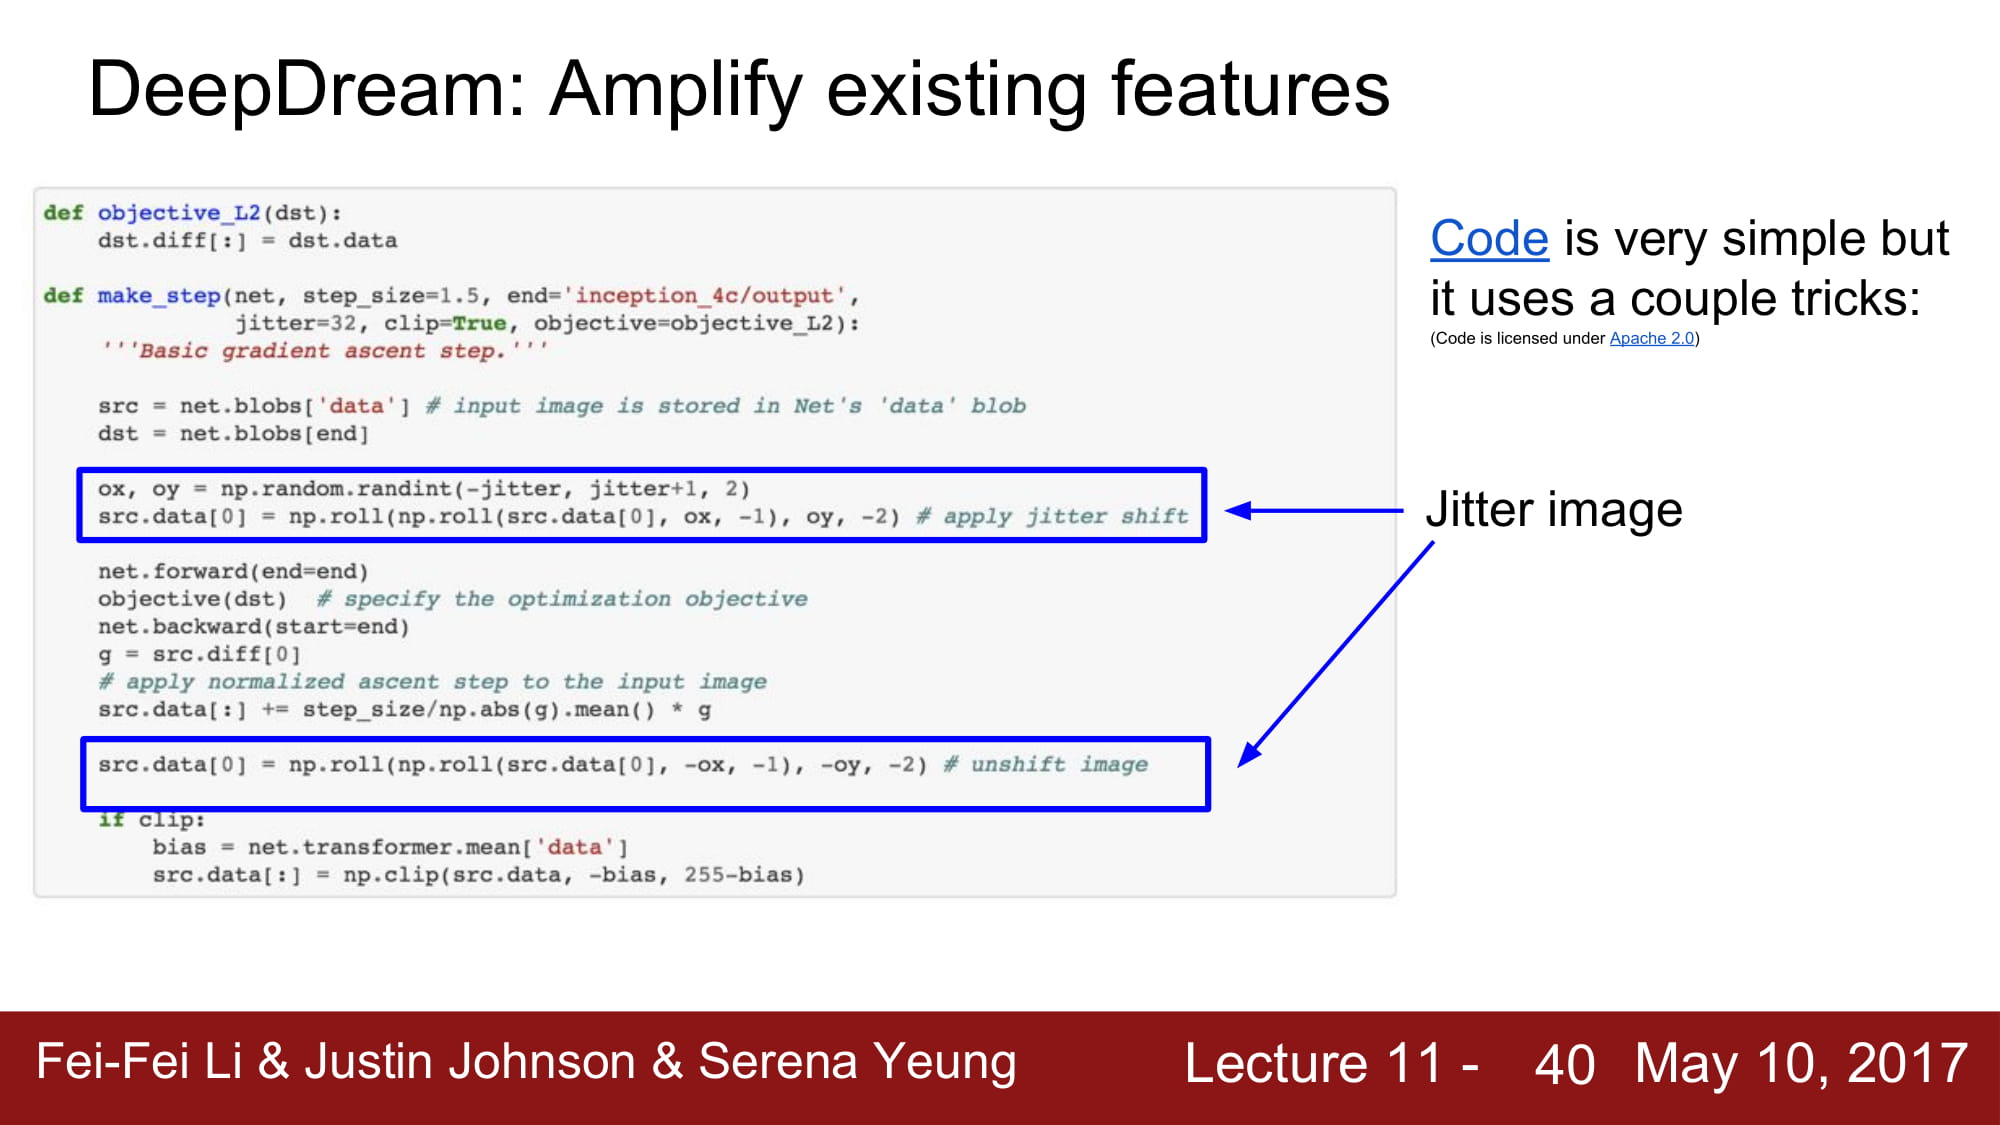 DeepDream: Amplify existing features
def objective_L2(dst):
    dst.diff[:] = dst.data
def make_step(net, step_size=1.5, end='inception_4c/output',
              jitter=32, clip=True, objective=objective_L2):
    '''Basic gradient ascent step.'''
    src = net.blobs['data'] # input image is stored in Net's 'data' blob
    dst = net.blobs[end]
    ox, oy = np.random.randint(-jitter, jitter+1, 2)
    src.data[0] = np.roll(np.roll(src.data[0], ox, -1), oy, -2) # apply jitter shift
    net.forward(end=end)
    objective(dst)  # specify the optimization objective
    net.backward(start=end)
    g = src.diff[0]
    # apply normalized ascent step to the input image
    src.data[:] += step_size/np.abs(g).mean() * g
    src.data[0] = np.roll(np.roll(src.data[0], -ox, -1), -oy, -2) # unshift image
    if clip:
        bias = net.transformer.mean['data']
        src.data[:] = np.clip(src.data, -bias, 255-bias)
Code is very simple but
it uses a couple tricks:
(Code is licensed under Apache 2.0)
Jitter image
Fei-Fei Li & Justin Johnson & Serena Yeung
Lecture 11 - 40 May 10, 2017